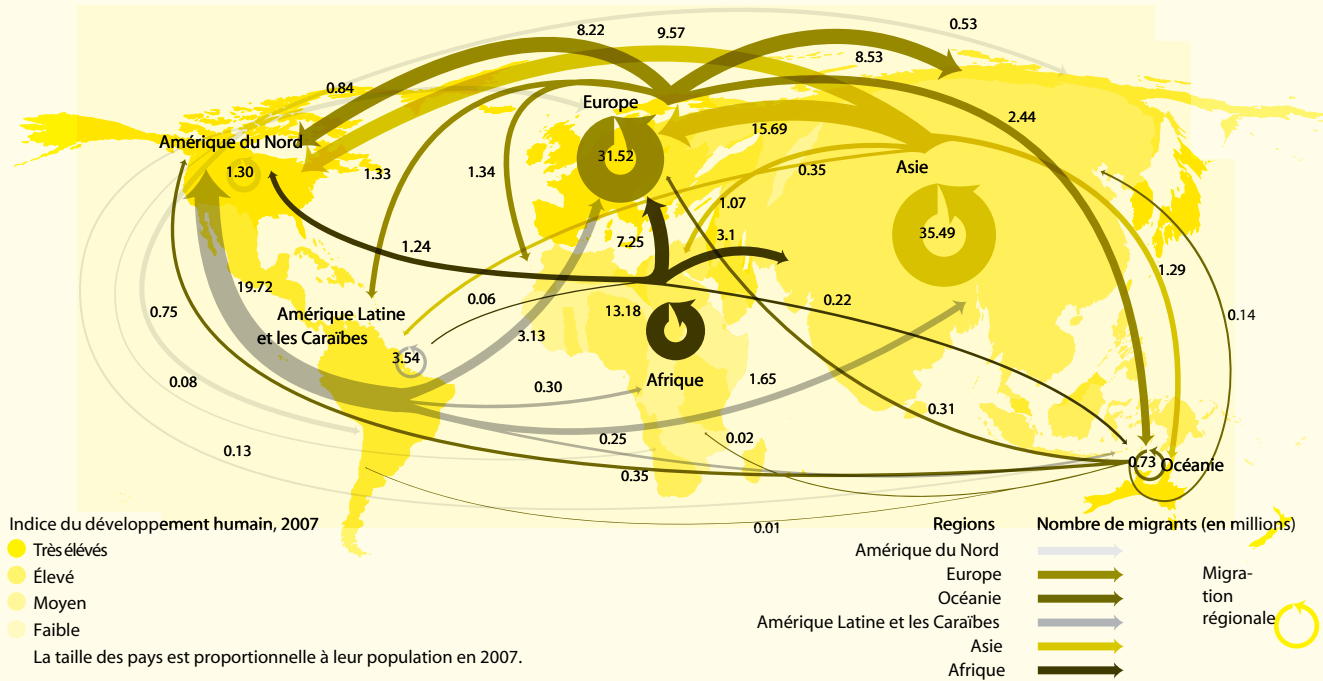 0.53
8.22
9.57
8.53
0.84
Europe
2.44
Amérique du Nord
15.69
31.52
Asie
1.30
1.33
1.34
0.35
1.07
35.49
7.25
3.1
1.24
1.29
19.72
0.06
0.22
0.75
Amérique Latine
et les Caraïbes
13.18
0.14
3.13
3.54
Afrique
0.08
0.30
1.65
0.31
0.13
0.25
0.02
0.35
0.73
Océanie
0.01
Indice du développement humain, 2007
Très élévés
Élevé
Moyen
Faible
La taille des pays est proportionnelle à leur population en 2007.
Regions
Nombre de migrants (en millions)
Amérique du Nord
Europe
Océanie
Amérique Latine et les Caraïbes
Asie
Afrique
Migra-
tion
régionale